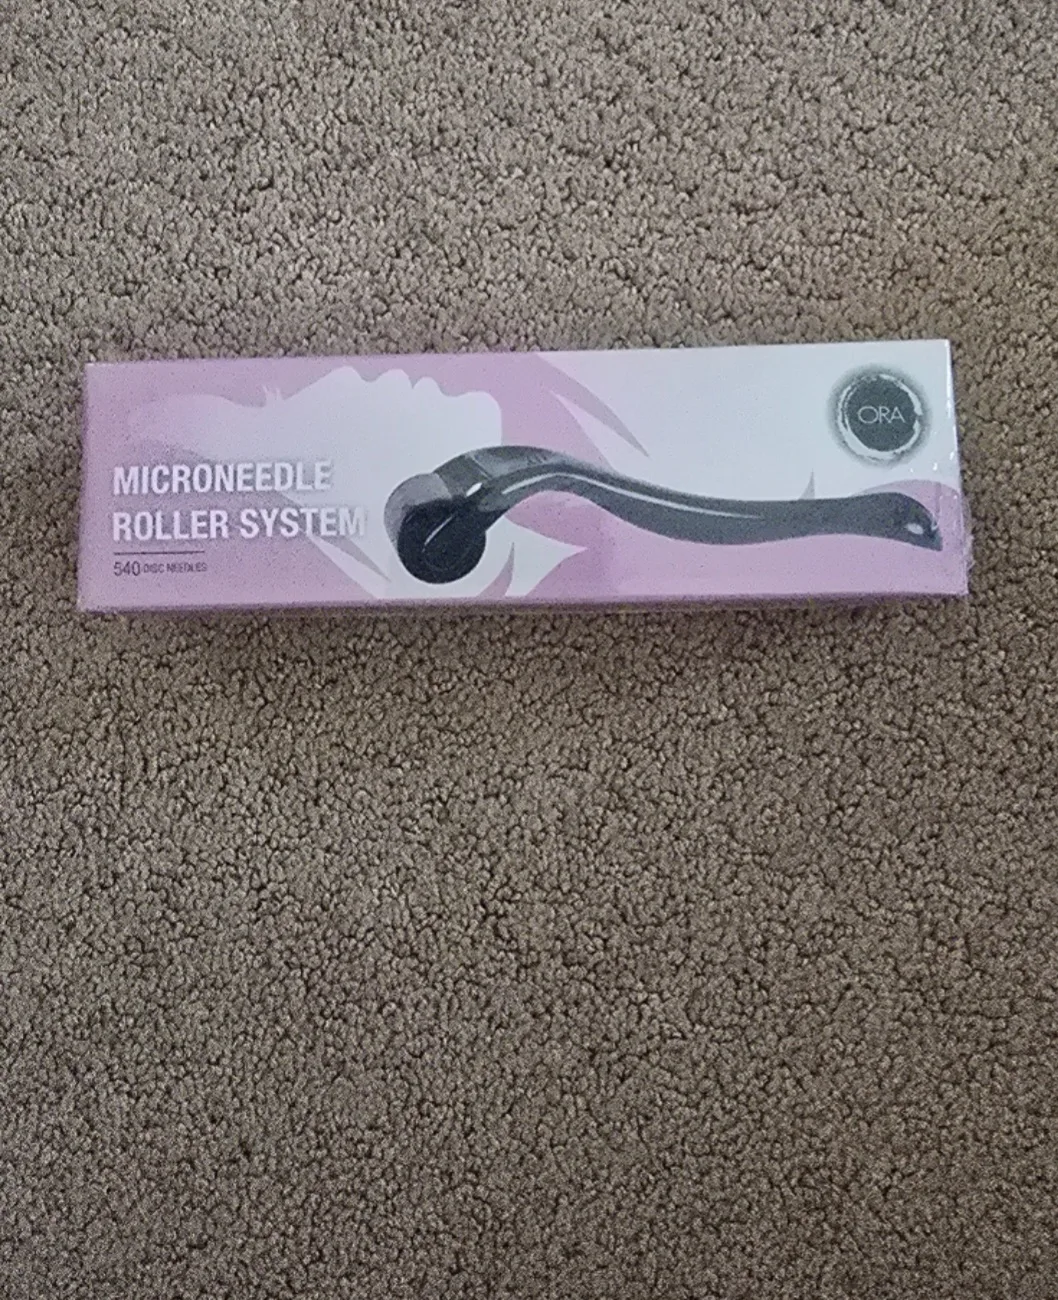 MICRONEEDLE
ROLLER SYSTEM
540 DISC NEEDLES
ORA